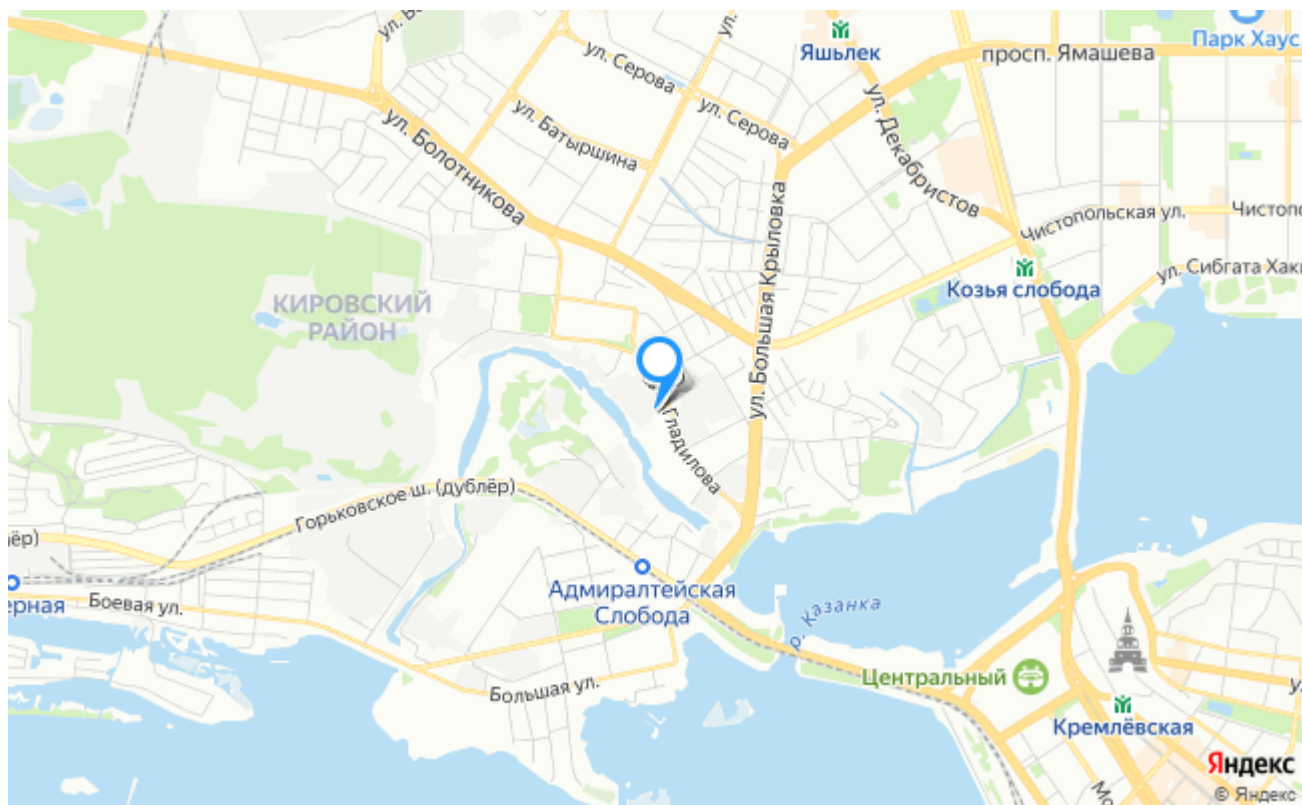 Яшьлек
Парк Хаус
просп. Ямашева
ул. Серова
ул. Серова
ул. Декабристов
ул. Батыршина
ул. Болотникова
ул. Большая Крыловка
Чистопольская ул.
ул. Сибгата
Козья слобода
КИРОВСКИЙ
РАЙОН
Гладилова
Горьковское ш. (дублёр)
Адмиралтейская
Слобода
Боевая ул.
р. Казанка
Центральный
Большая ул.
Кремлёвская
Яндекс
© Яндекс